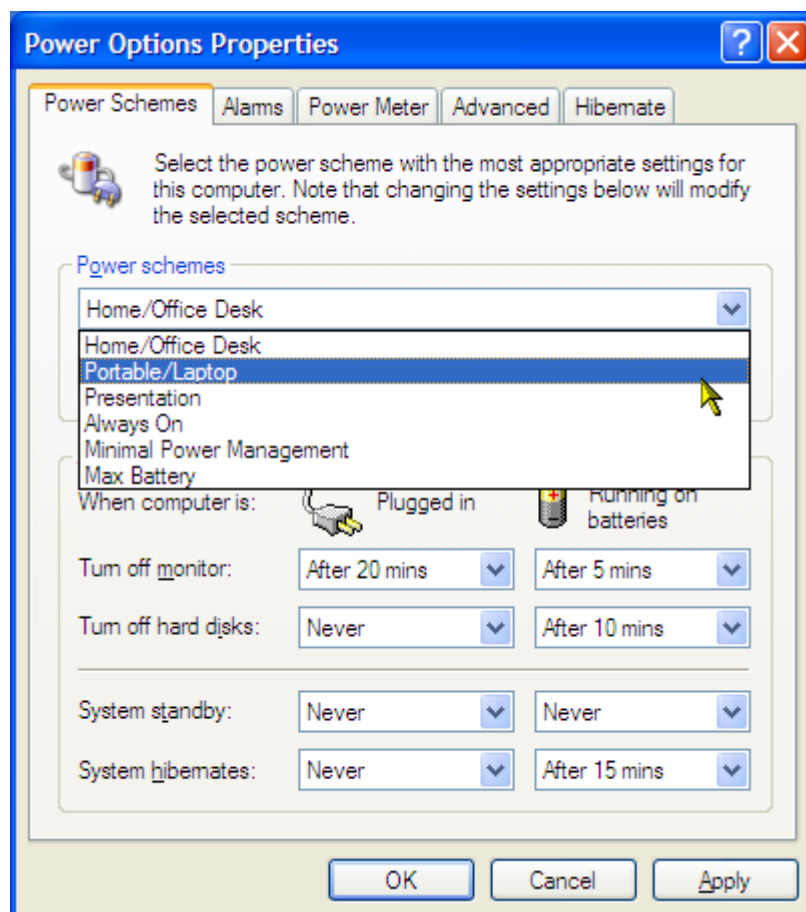 Power Options Properties
Power Schemes Alarms Power Meter Advanced Hibernate
Select the power scheme with the most appropriate settings for
this computer. Note that changing the settings below will modify
the selected scheme.
Power schemes
Home/Office Desk
Home/Office Desk
Portable/Laptop
Presentation
Always On
Minimal Power Management
Max Battery
When computer is: Plugged in Running on
batteries
Turn off monitor: After 20 mins After 5 mins
Turn off hard disks: Never After 10 mins
System standby: Never Never
System hibernates: Never After 15 mins
OK Cancel Apply